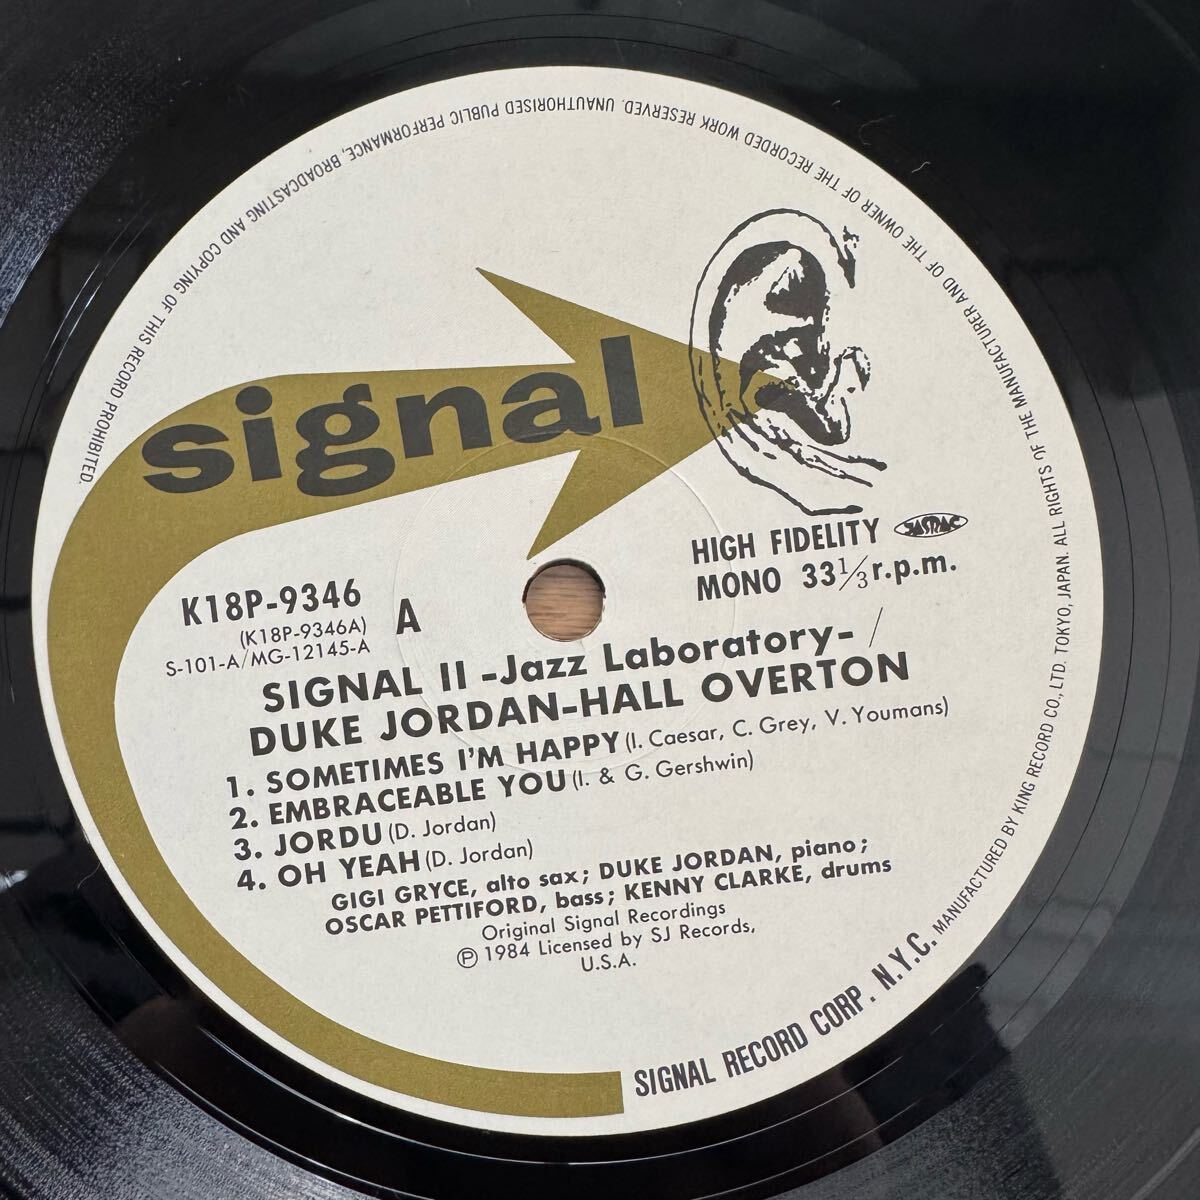 UNAUTHORISED PUBLIC PERFORMANCE, BROADCASTING AND COPYING OF THIS RECORD PROHIBITED.
MANUFACTURED BY KING RECORD CO., LTD. TOKYO, JAPAN. ALL RIGHTS OF THE MANUFACTURER AND OF THE OWNER OF THE RECORDED WORK RESERVED.
signal
HIGH FIDELITY JASRAC
MONO 33 1/3 r.p.m.
K18P-9346
(K18P-9346A)
S-101-A/MG-12145-A
A
SIGNAL II -Jazz Laboratory- /
DUKE JORDAN-HALL OVERTON
1. SOMETIMES I'M HAPPY (I. Caesar, C. Grey, V. Youmans)
2. EMBRACEABLE YOU (I. & G. Gershwin)
3. JORDU (D. Jordan)
4. OH YEAH (D. Jordan)
GIGI GRYCE, alto sax; DUKE JORDAN, piano;
OSCAR PETTIFORD, bass; KENNY CLARKE, drums
Original Signal Recordings
Ⓟ 1984 Licensed by SJ Records,
U.S.A.
SIGNAL RECORD CORP. N.Y.C.